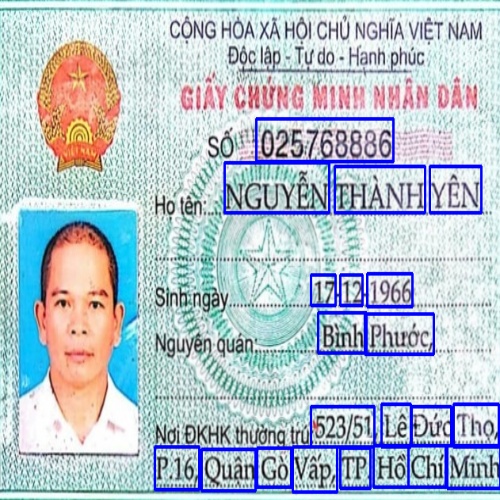 CỘNG HÒA XÃ HỘI CHỦ NGHĨA VIỆT NAM
Độc lập - Tự do - Hạnh phúc
GIẤY CHỨNG MINH NHÂN DÂN
SỐ 025768886
Họ tên: NGUYỄN THÀNH YÊN
Sinh ngày 17-12-1966
Nguyên quán: Bình Phước,
Nơi ĐKHK thường trú: 523/51 Lê Đức Thọ,
P.16, Quận Gò Vấp, TP Hồ Chí Minh
VIỆT NAM